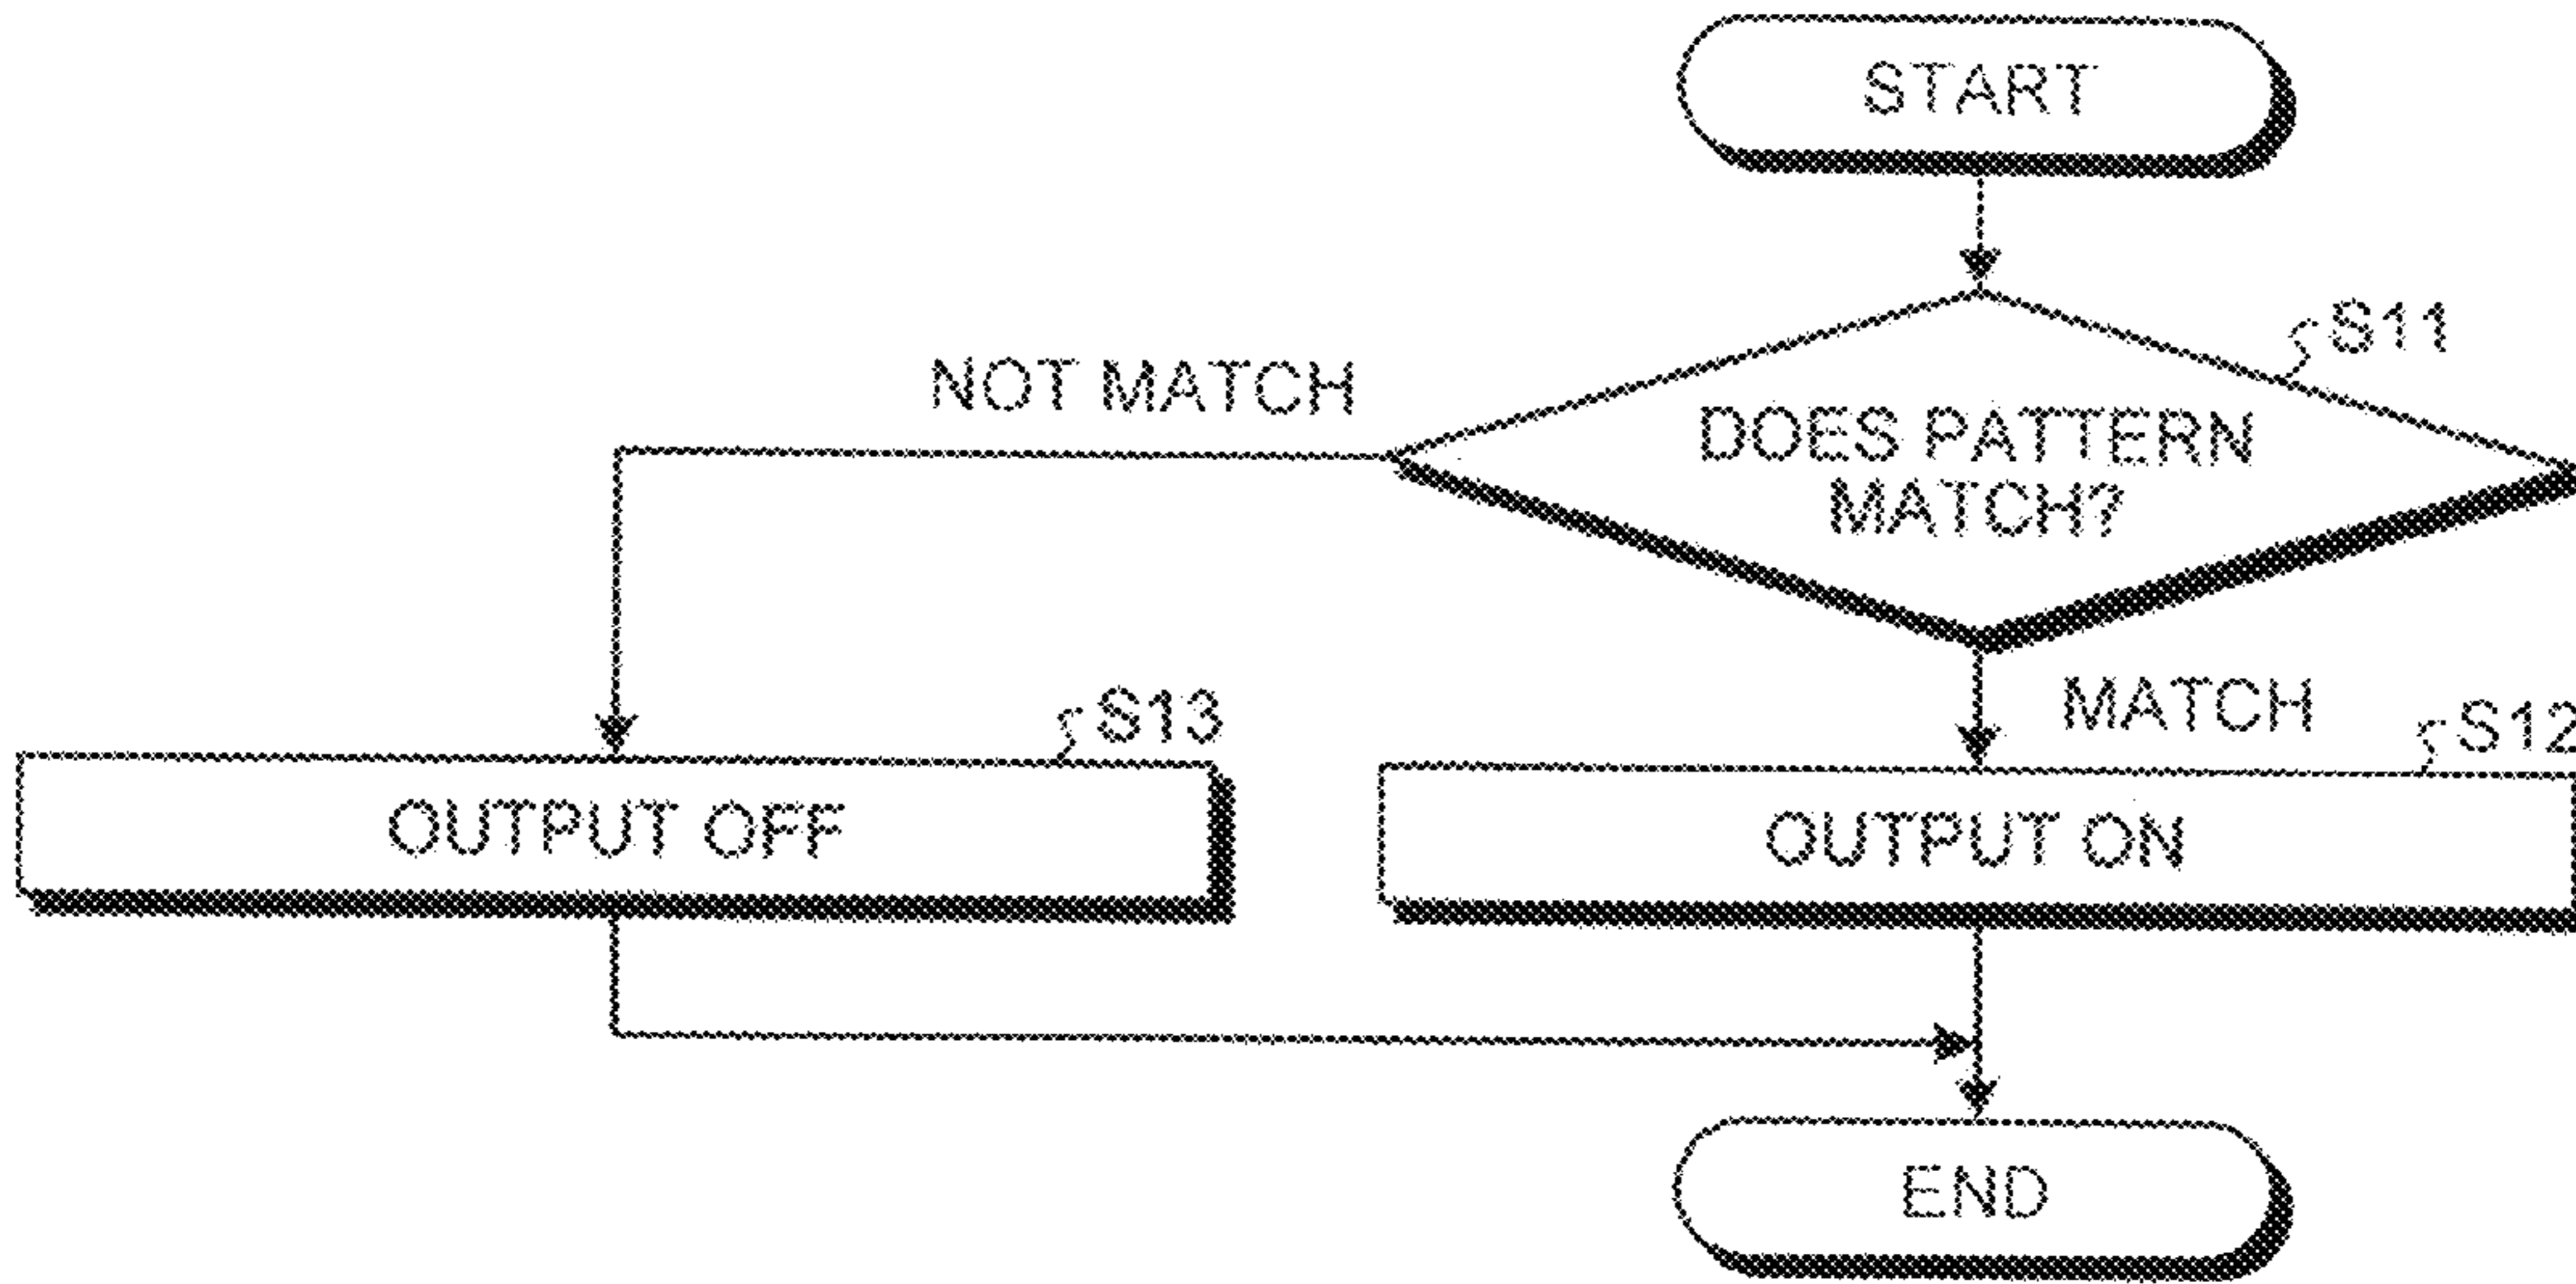 START
S11
NOT MATCH
DOES PATTERN
MATCH?
MATCH
S13
S12
OUTPUT OFF
OUTPUT ON
END